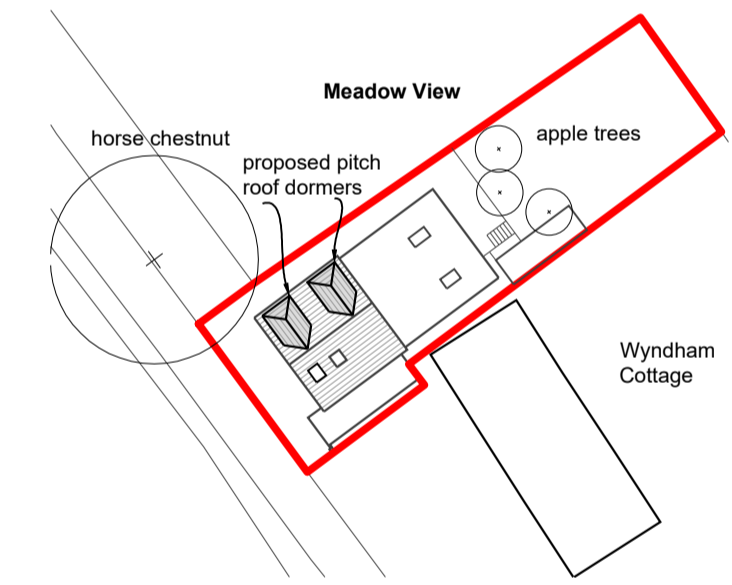 Meadow View
horse chestnut
apple trees
proposed pitch
roof dormers
Wyndham
Cottage